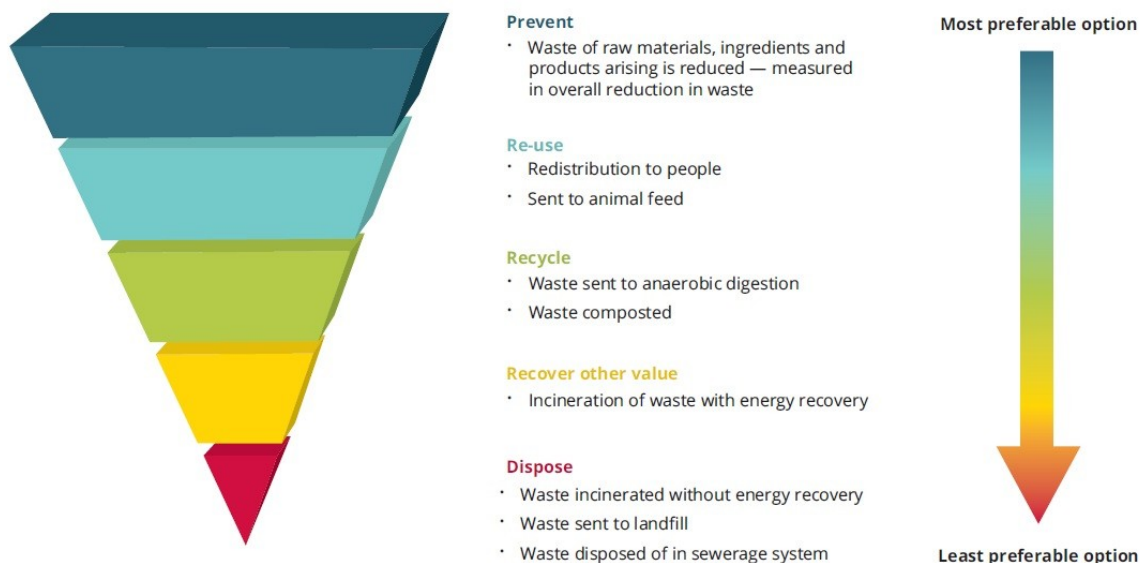 Prevent
Most preferable option
· Waste of raw materials, ingredients and
products arising is reduced — measured
in overall reduction in waste
Re-use
· Redistribution to people
· Sent to animal feed
Recycle
· Waste sent to anaerobic digestion
· Waste composted
Recover other value
· Incineration of waste with energy recovery
Dispose
· Waste incinerated without energy recovery
· Waste sent to landfill
· Waste disposed of in sewerage system
Least preferable option